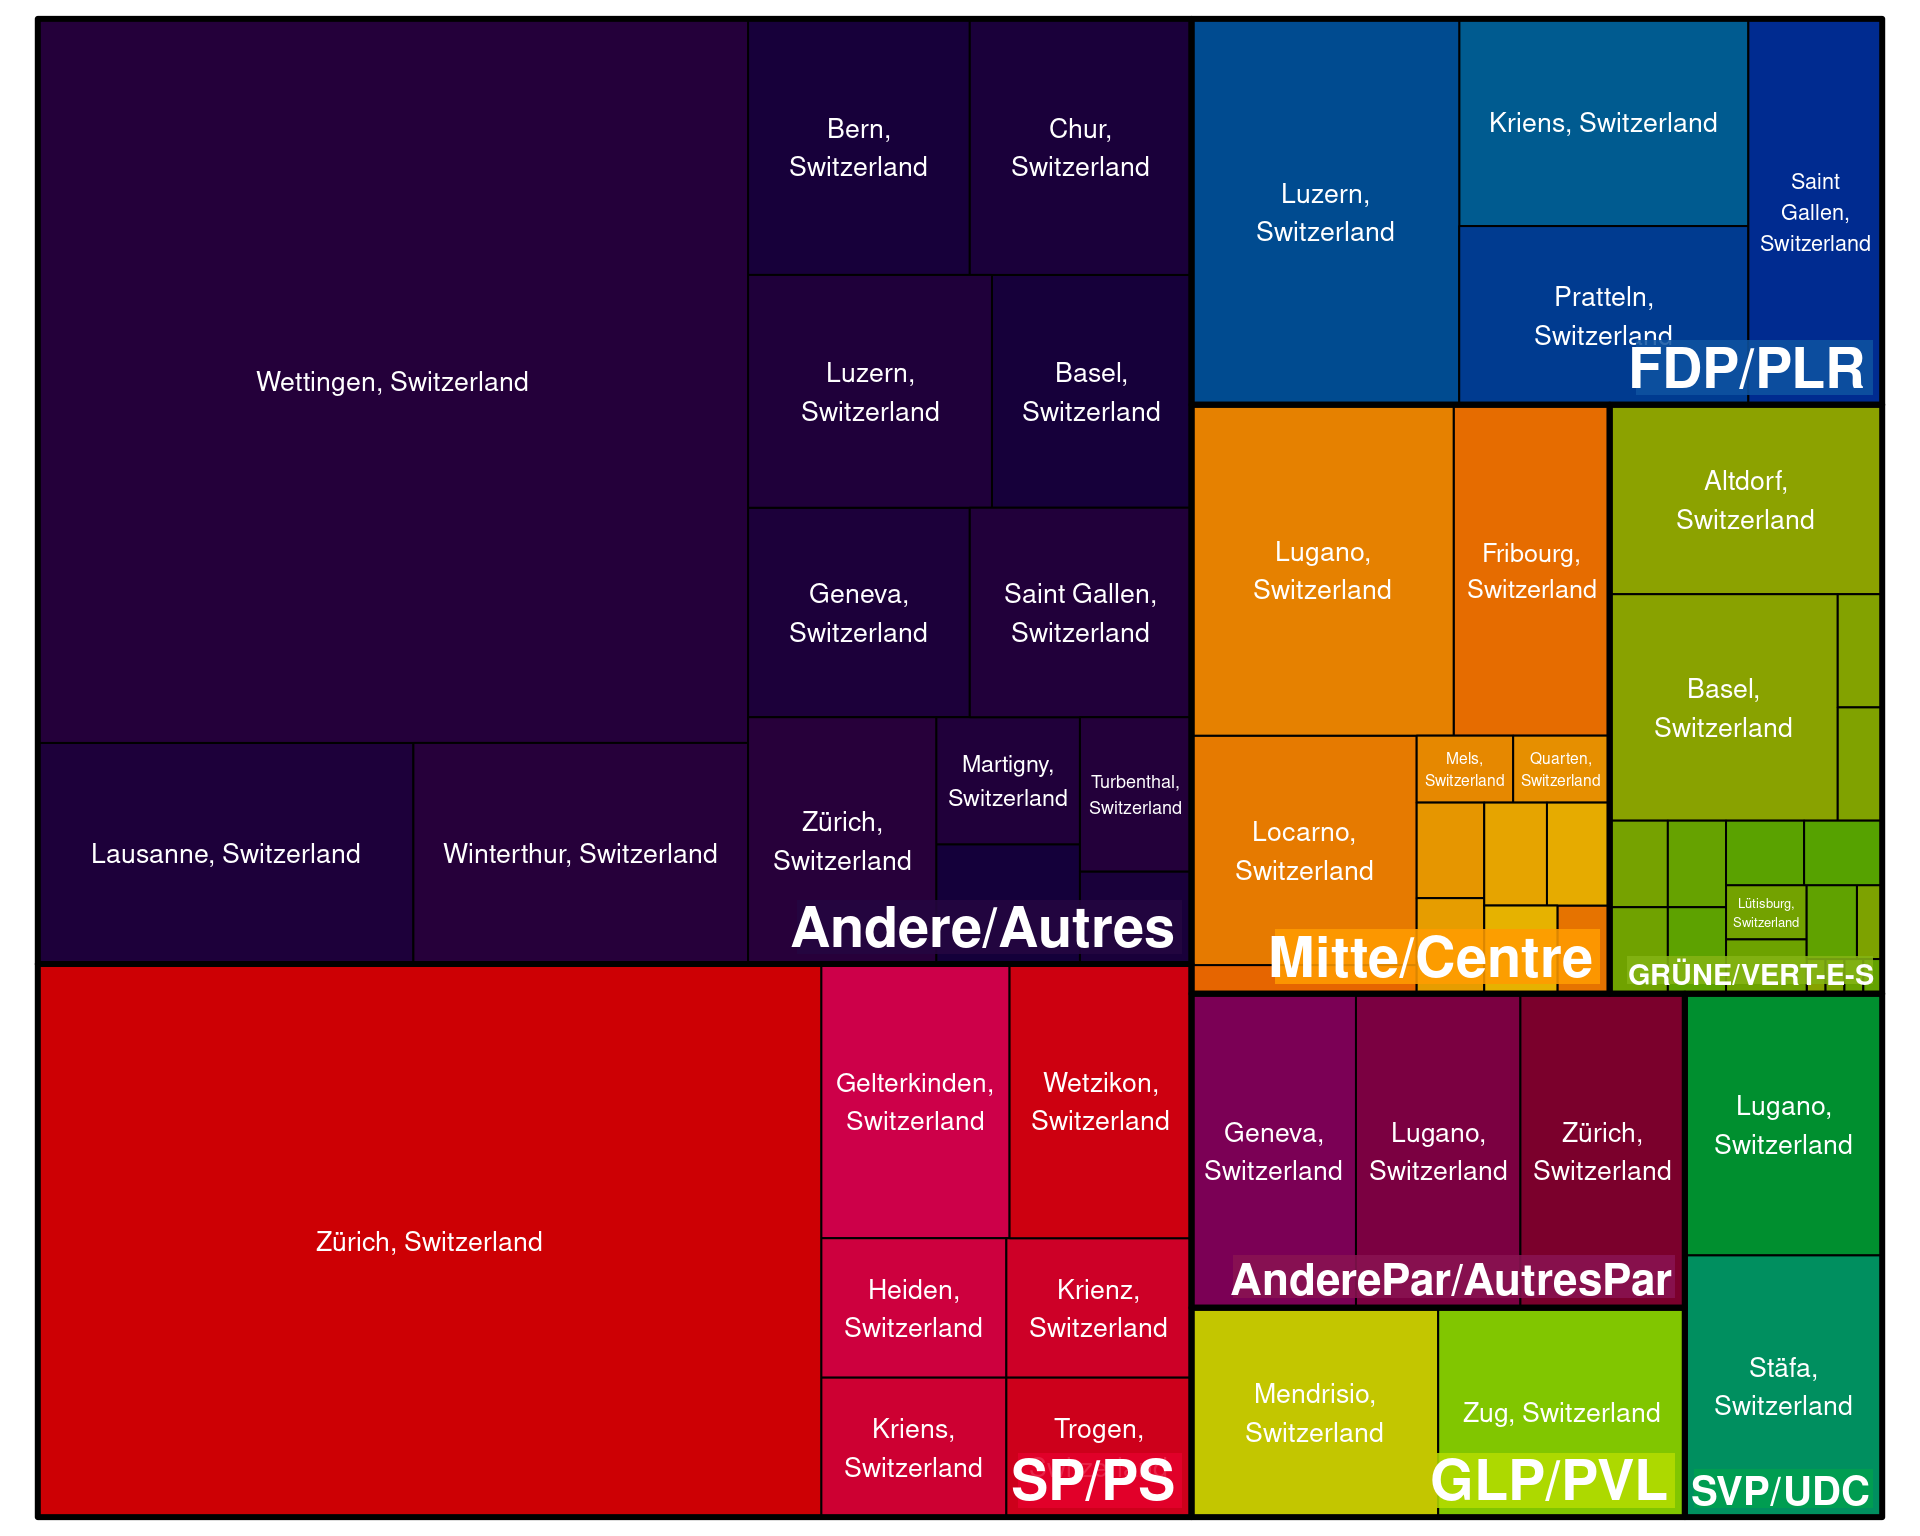 Wettingen, Switzerland
Bern,
Switzerland
Chur,
Switzerland
Luzern,
Switzerland
Basel,
Switzerland
Geneva,
Switzerland
Saint Gallen,
Switzerland
Lausanne, Switzerland
Winterthur, Switzerland
Zürich,
Switzerland
Martigny,
Switzerland
Turbenthal,
Switzerland
Andere/Autres
Zürich, Switzerland
Gelterkinden,
Switzerland
Wetzikon,
Switzerland
Heiden,
Switzerland
Krienz,
Switzerland
Kriens,
Switzerland
Trogen,
SP/PS
Luzern,
Switzerland
Kriens, Switzerland
Pratteln,
Switzerland
Saint
Gallen,
Switzerland
FDP/PLR
Lugano,
Switzerland
Fribourg,
Switzerland
Locarno,
Switzerland
Mels,
Switzerland
Quarten,
Switzerland
Mitte/Centre
Altdorf,
Switzerland
Basel,
Switzerland
Lütisburg,
Switzerland
GRÜNE/VERT-E-S
Geneva,
Switzerland
Lugano,
Switzerland
Zürich,
Switzerland
AnderePar/AutresPar
Mendrisio,
Switzerland
Zug, Switzerland
GLP/PVL
Lugano,
Switzerland
Stäfa,
Switzerland
SVP/UDC